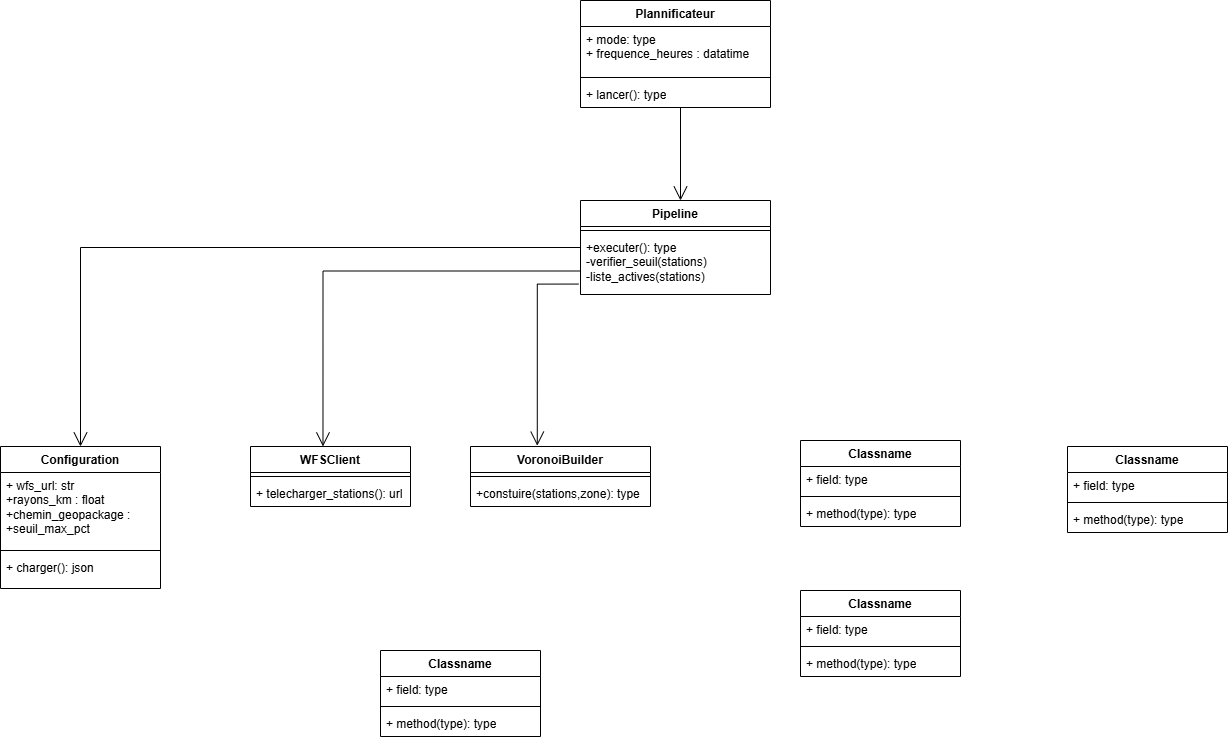 Plannificateur
+ mode: type
+ frequence_heures : datatime
+ lancer(): type
Pipeline
+executer(): type
-verifier_seuil(stations)
-liste_actives(stations)
Configuration
+ wfs_url: str
+rayons_km : float
+chemin_geopackage :
+seuil_max_pct
+ charger(): json
WFSClient
+ telecharger_stations(): url
VoronoiBuilder
+constuire(stations,zone): type
Classname
+ field: type
+ method(type): type
Classname
+ field: type
+ method(type): type
Classname
+ field: type
+ method(type): type
Classname
+ field: type
+ method(type): type